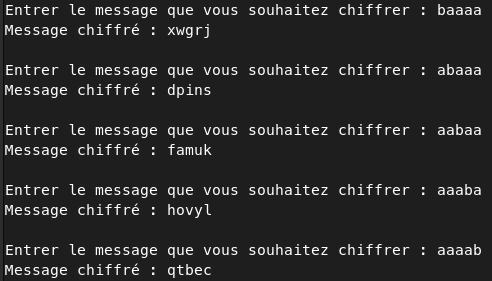 Entrer le message que vous souhaitez chiffrer : baaaa
Message chiffré : xwgrj
Entrer le message que vous souhaitez chiffrer : abaaa
Message chiffré : dpins
Entrer le message que vous souhaitez chiffrer : aabaa
Message chiffré : famuk
Entrer le message que vous souhaitez chiffrer : aaaba
Message chiffré : hovyl
Entrer le message que vous souhaitez chiffrer : aaaab
Message chiffré : qtbec